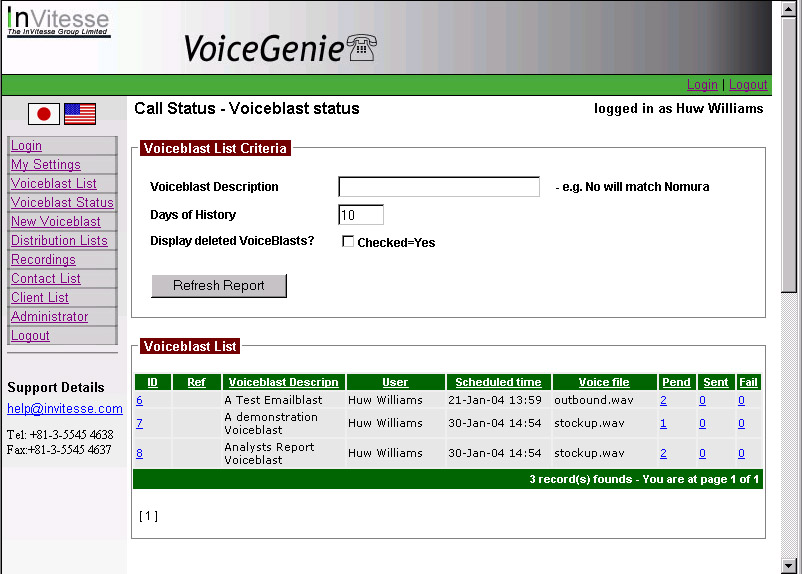 InVitesse
The InVitesse Group Limited
VoiceGenie
Login | Logout
Call Status - Voiceblast status
logged in as Huw Williams
Login
My Settings
Voiceblast List
Voiceblast Status
New Voiceblast
Distribution Lists
Recordings
Contact List
Client List
Administrator
Logout
Support Details
help@invitesse.com
Tel: +81-3-5545 4638
Fax:+81-3-5545 4637
Voiceblast List Criteria
Voiceblast Description - e.g. No will match Nomura
Days of History 10
Display deleted VoiceBlasts? Checked=Yes
Refresh Report
Voiceblast List
ID Ref Voiceblast Descripn User Scheduled time Voice file Pend Sent Fail
6 A Test Emailblast Huw Williams 21-Jan-04 13:59 outbound.wav 2 0 0
7 A demonstration Voiceblast Huw Williams 30-Jan-04 14:54 stockup.wav 1 0 0
8 Analysts Report Voiceblast Huw Williams 30-Jan-04 14:54 stockup.wav 2 0 0
3 record(s) founds - You are at page 1 of 1
[ 1 ]